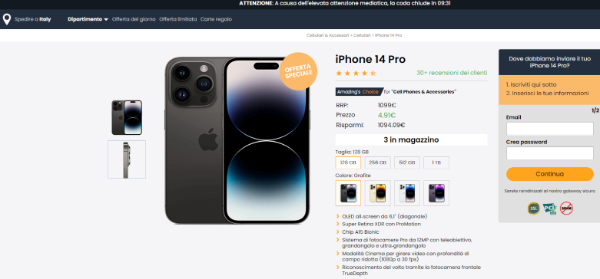 ATTENZIONE: A causa dell'elevata attenzione mediatica, la coda chiude in 09:31
Spedire a Italy
Dipartimento
Offerta del giorno
Offerta limitata
Carte regalo
Cellulari & Accessori > Cellulari > iPhone 14 Pro
OFFERTA
SPECIALE
iPhone 14 Pro
30+ recensioni dei clienti
Amazing's Choice for "Cell Phones & Accessories"
RRP: 1099€
Prezzo 4.91€
Risparmi: 1094.09€
3 in magazzino
Taglia: 128 GB
128 GB
256 GB
512 GB
1 TB
Colore: Grafite
OLED all-screen da 6,1" (diagonale)
Super Retina XDR con ProMotion
Chip A16 Bionic
Sistema di fotocamere Pro da 12MP con teleobiettivo,
grandangolo e ultra-grandangolo
Modalità Cinema per girare video con profondità di
campo ridotta (1080p a 30 fps)
Riconoscimento del volto tramite la fotocamera frontale
TrueDepth
Dove dobbiamo inviare il tuo
iPhone 14 Pro?
1. Iscriviti qui sotto
2. Inserisci la tue informazioni
1/2
Email
Crea password
Continua
Sarete reindirizzati al nostro gateway sicuro